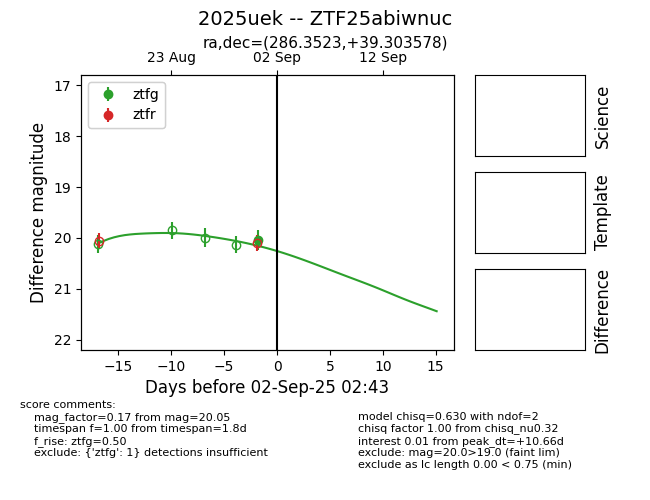 2025uek -- ZTF25abiwnuc
ra,dec=(286.3523,+39.303578)
23 Aug 02 Sep 12 Sep
ztfg
ztfr
17
18
19
20
21
22
Difference magnitude
−15 −10 −5 0 5 10 15
Days before 02-Sep-25 02:43
Science
Template
Difference
score comments:
mag_factor=0.17 from mag=20.05
timespan f=1.00 from timespan=1.8d
f_rise: ztfg=0.50
exclude: {'ztfg': 1} detections insufficient
model chisq=0.630 with ndof=2
chisq factor 1.00 from chisq_nu0.32
interest 0.01 from peak_dt=+10.66d
exclude: mag=20.0>19.0 (faint lim)
exclude as lc length 0.00 < 0.75 (min)